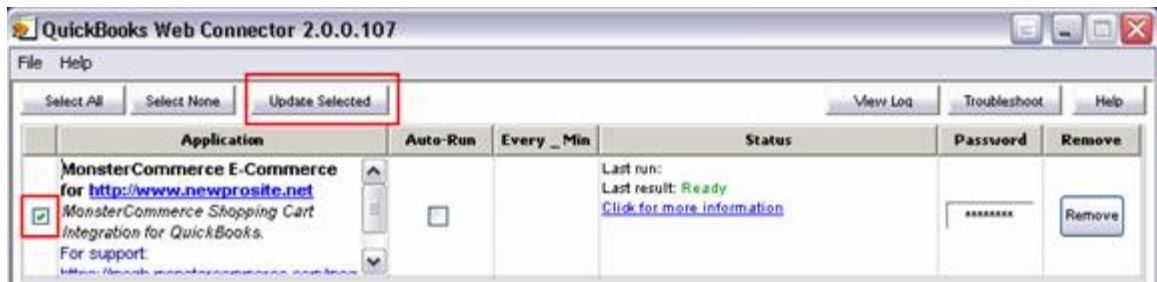 QuickBooks Web Connector 2.0.0.107
File Help
Select All Select None Update Selected View Log Troubleshoot Help
Application Auto-Run Every _ Min Status Password Remove
MonsterCommerce E-Commerce
for http://www.newprosite.net
MonsterCommerce Shopping Cart
Integration for QuickBooks.
For support:
Last run:
Last result: Ready
Click for more information
********
Remove